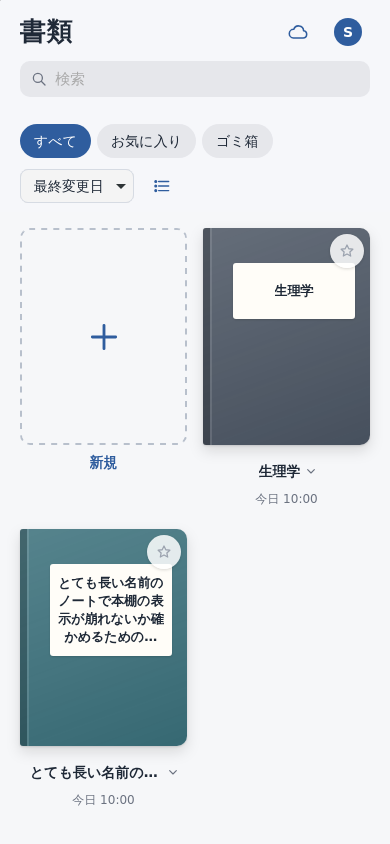 書類
S
検索
すべて
お気に入り
ゴミ箱
最終変更日
生理学
新規
生理学
今日 10:00
とても長い名前の
ノートで本棚の表
示が崩れないか確
かめるための…
とても長い名前の…
今日 10:00